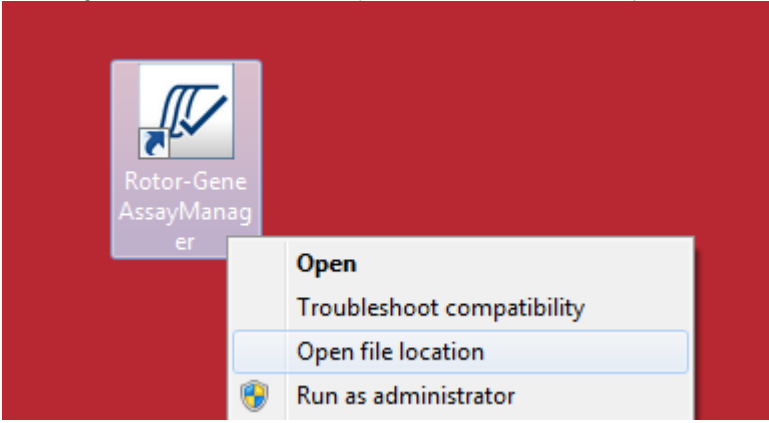 Rotor-Gene
AssayManag
er
Open
Troubleshoot compatibility
Open file location
Run as administrator